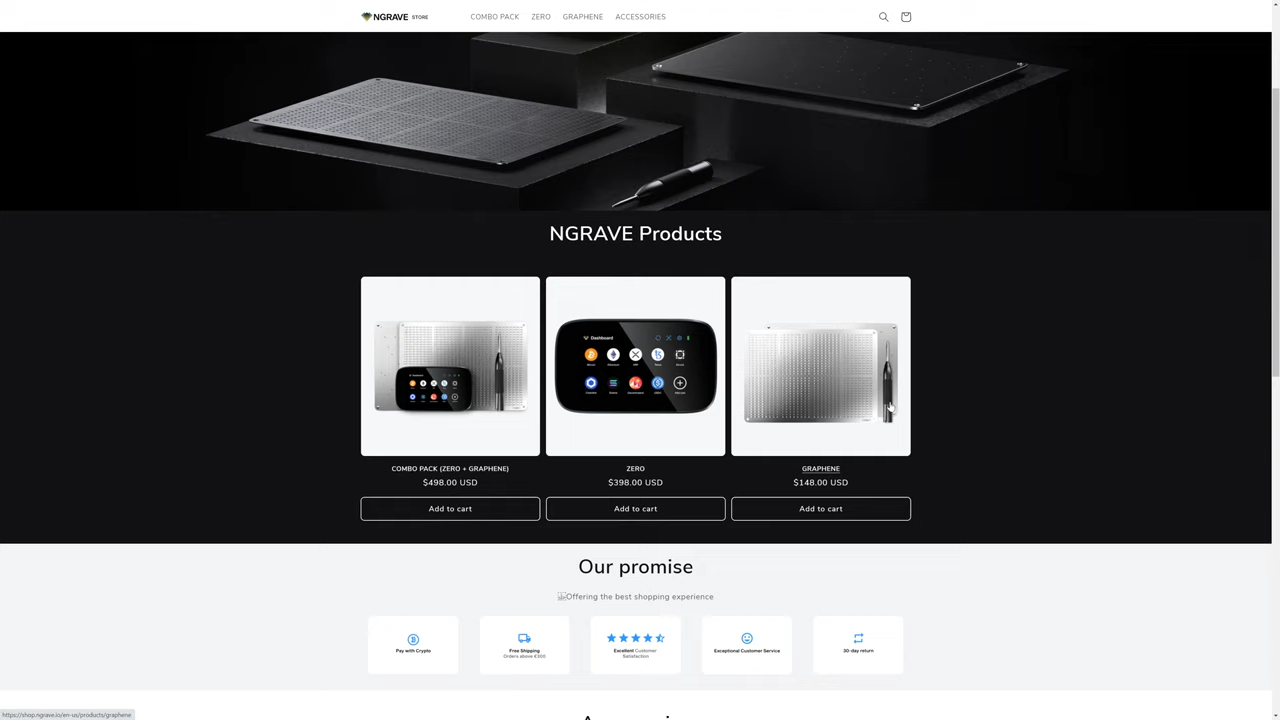 NGRAVE STORE
COMBO PACK
ZERO
GRAPHENE
ACCESSORIES
NGRAVE Products
Dashboard
COMBO PACK (ZERO + GRAPHENE)
$498.00 USD
Add to cart
ZERO
$398.00 USD
Add to cart
GRAPHENE
$148.00 USD
Add to cart
Our promise
Offering the best shopping experience
Pay with Crypto
Free Shipping
Orders above €300
Excellent Customer
Satisfaction
Exceptional Customer Service
30-day return
https://shop.ngrave.io/en-us/products/graphene